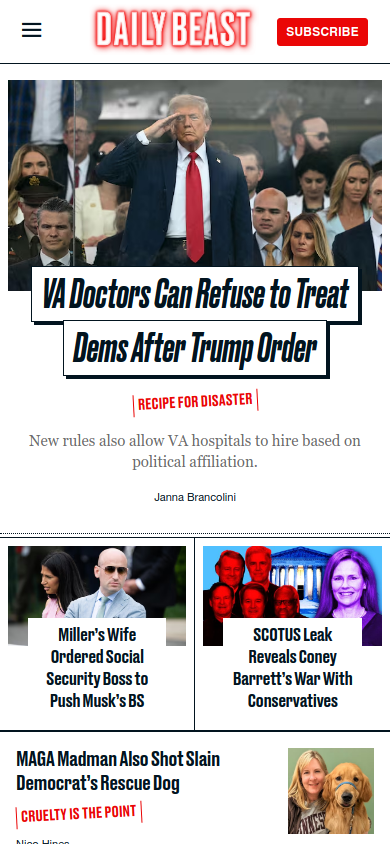 DAILY BEAST
SUBSCRIBE
VA Doctors Can Refuse to Treat
Dems After Trump Order
RECIPE FOR DISASTER
New rules also allow VA hospitals to hire based on
political affiliation.
Janna Brancolini
Miller's Wife
Ordered Social
Security Boss to
Push Musk's BS
SCOTUS Leak
Reveals Coney
Barrett's War With
Conservatives
MAGA Madman Also Shot Slain
Democrat's Rescue Dog
CRUELTY IS THE POINT